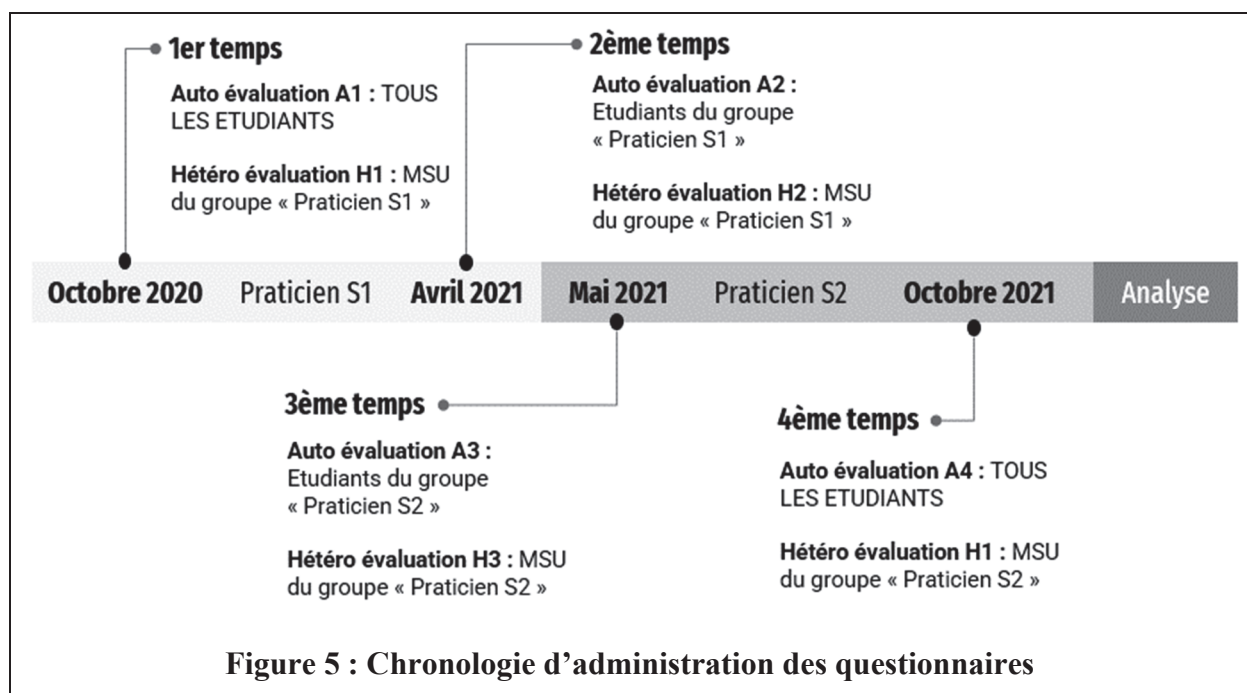 1er temps
Auto évaluation A1 : TOUS
LES ETUDIANTS
Hétéro évaluation H1 : MSU
du groupe « Praticien S1 »
2ème temps
Auto évaluation A2 :
Etudiants du groupe
« Praticien S1 »
Hétéro évaluation H2 : MSU
du groupe « Praticien S1 »
Octobre 2020 Praticien S1 Avril 2021 Mai 2021 Praticien S2 Octobre 2021 Analyse
3ème temps
Auto évaluation A3 :
Etudiants du groupe
« Praticien S2 »
Hétéro évaluation H3 : MSU
du groupe « Praticien S2 »
4ème temps
Auto évaluation A4 : TOUS
LES ETUDIANTS
Hétéro évaluation H1 : MSU
du groupe « Praticien S2 »
Figure 5 : Chronologie d'administration des questionnaires